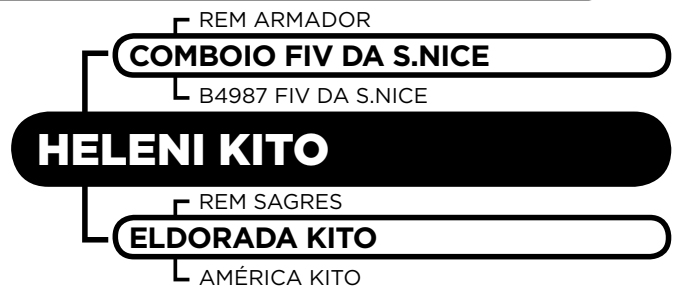 REM ARMADOR
COMBOIO FIV DA S.NICE
B4987 FIV DA S.NICE
HELENI KITO
REM SAGRES
ELDORADA KITO
AMÉRICA KITO